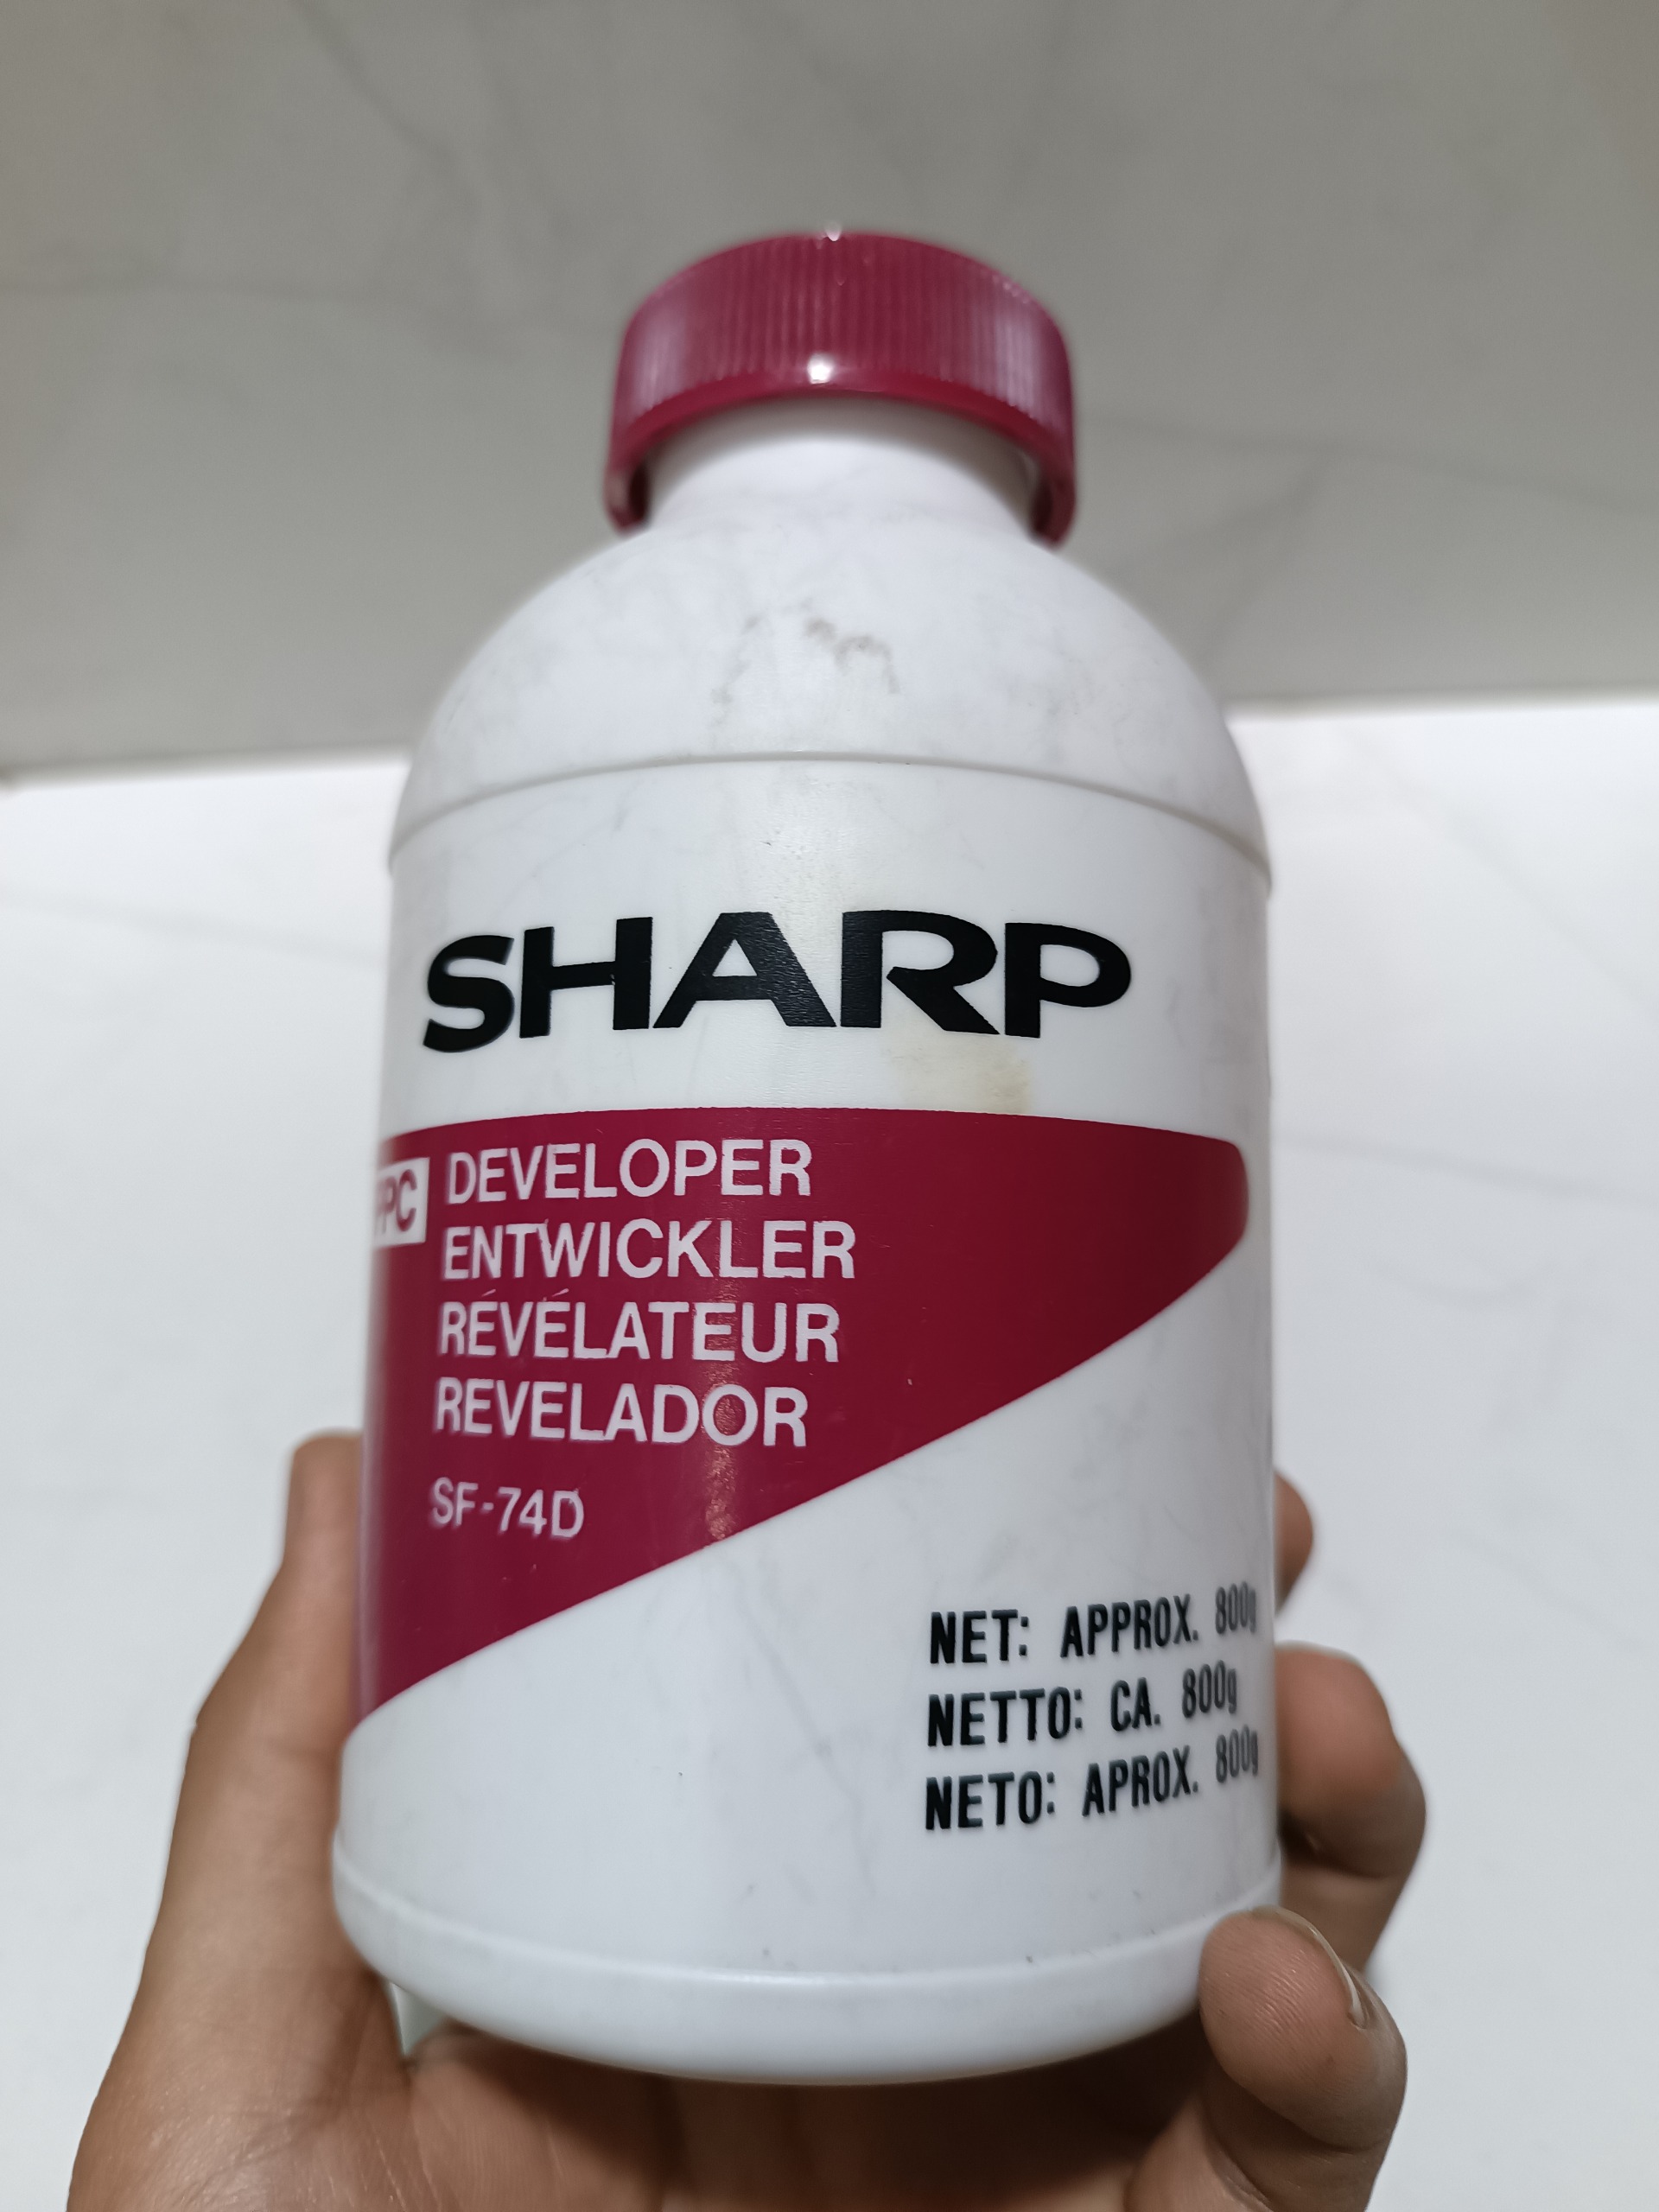 SHARP
PPC DEVELOPER
ENTWICKLER
RÉVÉLATEUR
REVELADOR
SF-74D
NET: APPROX. 800g
NETTO: CA. 800g
NETO: APROX. 800g